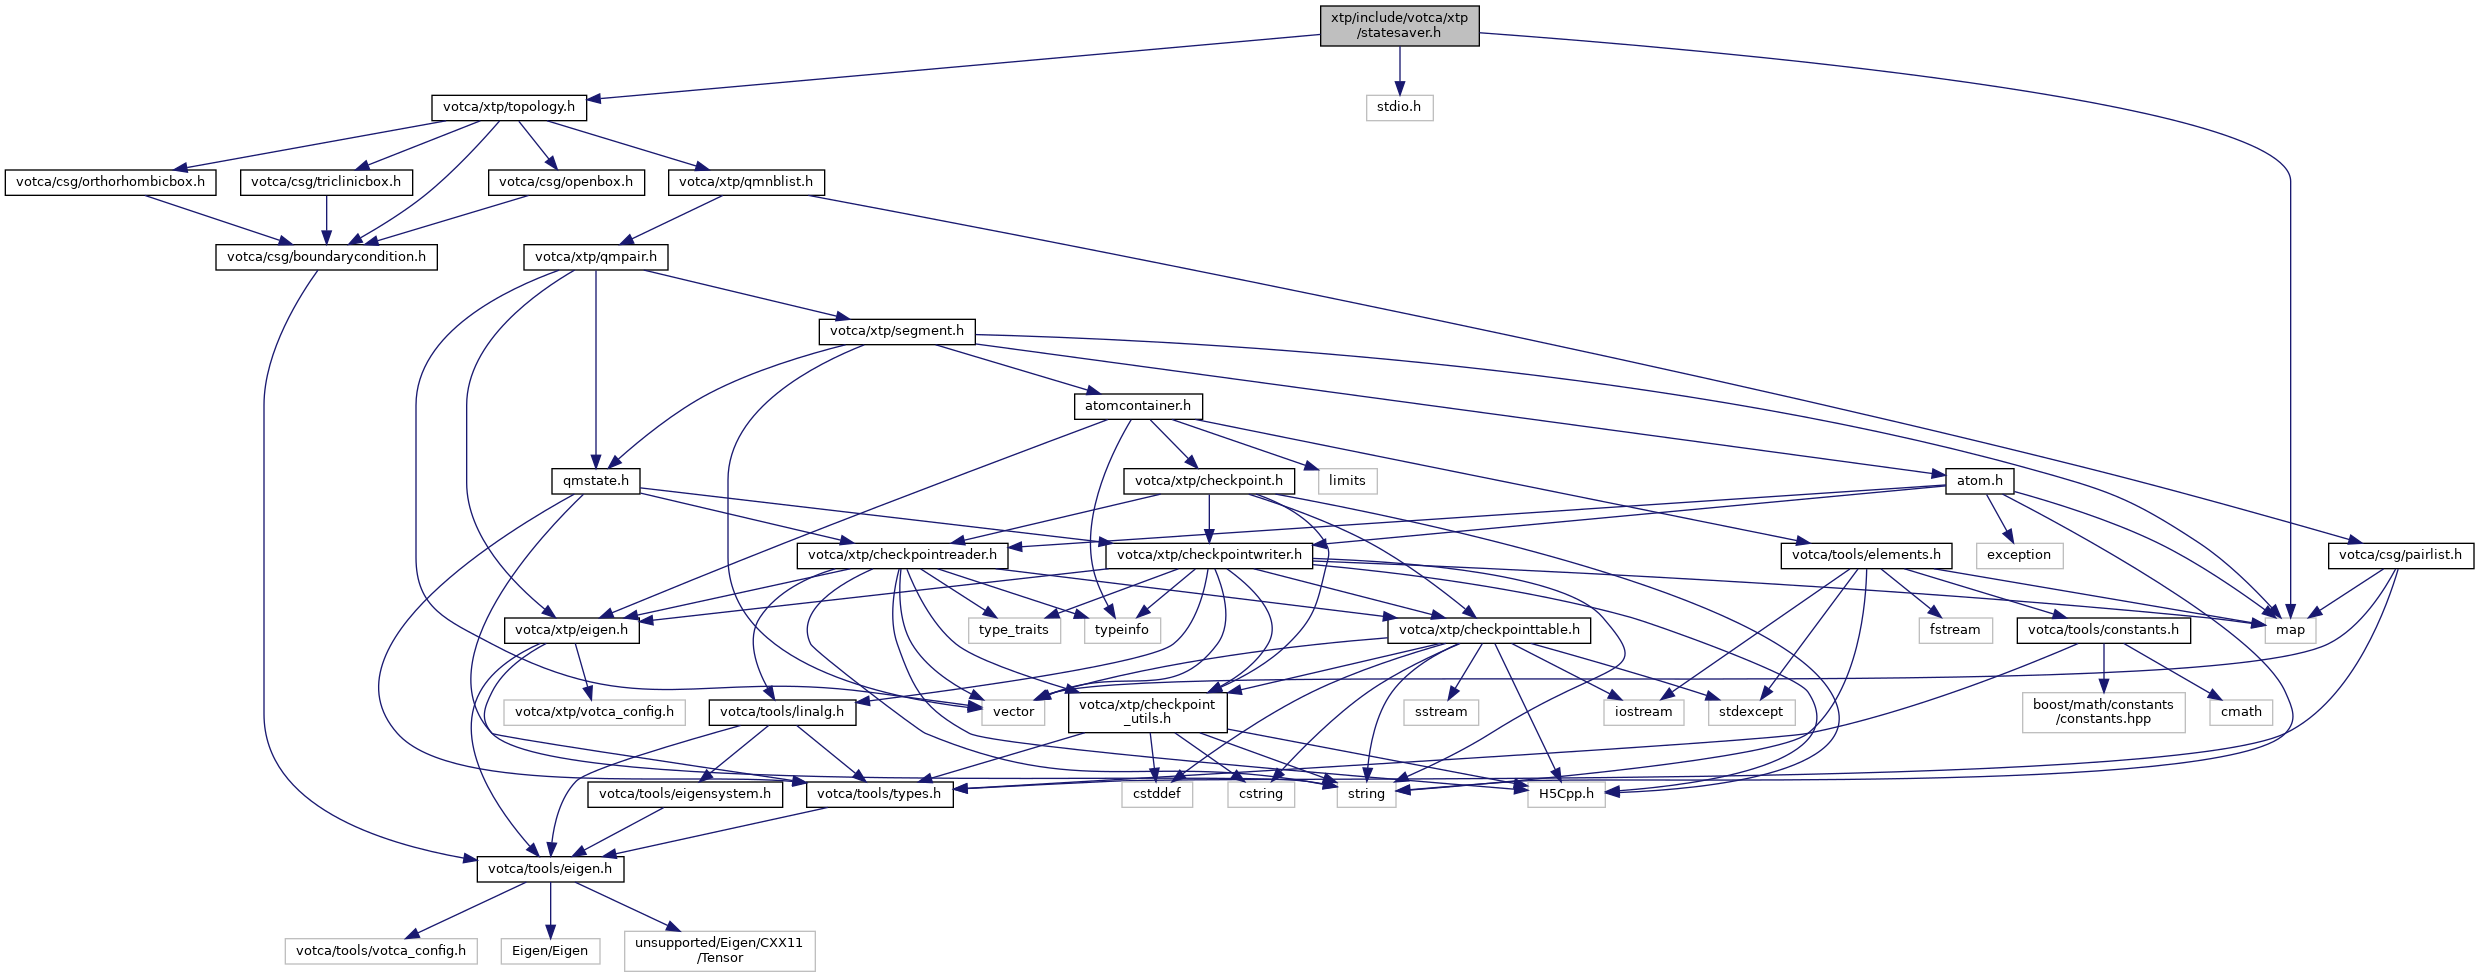 xtp/include/votca/xtp
/statesaver.h
votca/xtp/topology.h
stdio.h
votca/csg/orthorhombicbox.h
votca/csg/triclinicbox.h
votca/csg/openbox.h
votca/xtp/qmnblist.h
votca/csg/boundarycondition.h
votca/xtp/qmpair.h
votca/xtp/segment.h
atomcontainer.h
qmstate.h
votca/xtp/checkpoint.h
limits
atom.h
votca/xtp/checkpointreader.h
votca/xtp/checkpointwriter.h
votca/tools/elements.h
exception
votca/csg/pairlist.h
votca/xtp/eigen.h
type_traits
typeinfo
votca/xtp/checkpointtable.h
fstream
votca/tools/constants.h
map
votca/xtp/votca_config.h
votca/tools/linalg.h
vector
votca/xtp/checkpoint
_utils.h
sstream
iostream
stdexcept
boost/math/constants
/constants.hpp
cmath
votca/tools/eigensystem.h
votca/tools/types.h
cstddef
cstring
string
H5Cpp.h
votca/tools/eigen.h
votca/tools/votca_config.h
Eigen/Eigen
unsupported/Eigen/CXX11
/Tensor